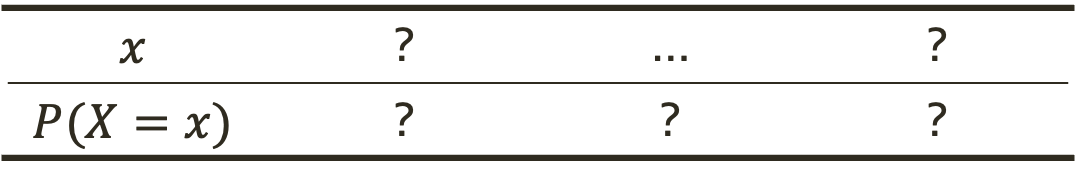 x ? ... ?
P(X = x) ? ? ?